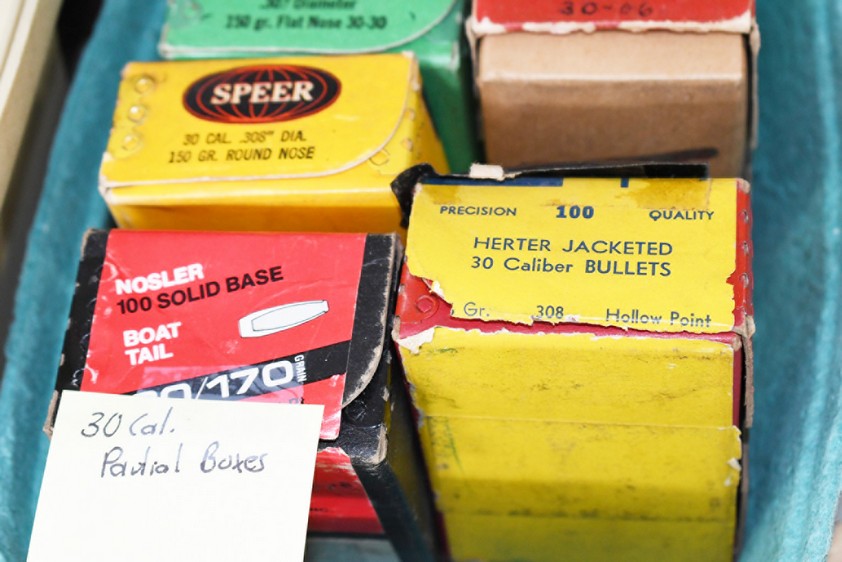 .307 Diameter
150 gr. Flat Nose 30-30
30-06
SPEER
30 CAL. .308" DIA.
150 GR. ROUND NOSE
PRECISION 100 QUALITY
HERTER JACKETED
30 Caliber BULLETS
Gr. 308 Hollow Point
NOSLER
100 SOLID BASE
BOAT
TAIL
/170 GRAIN
30 Cal.
Partial Boxes